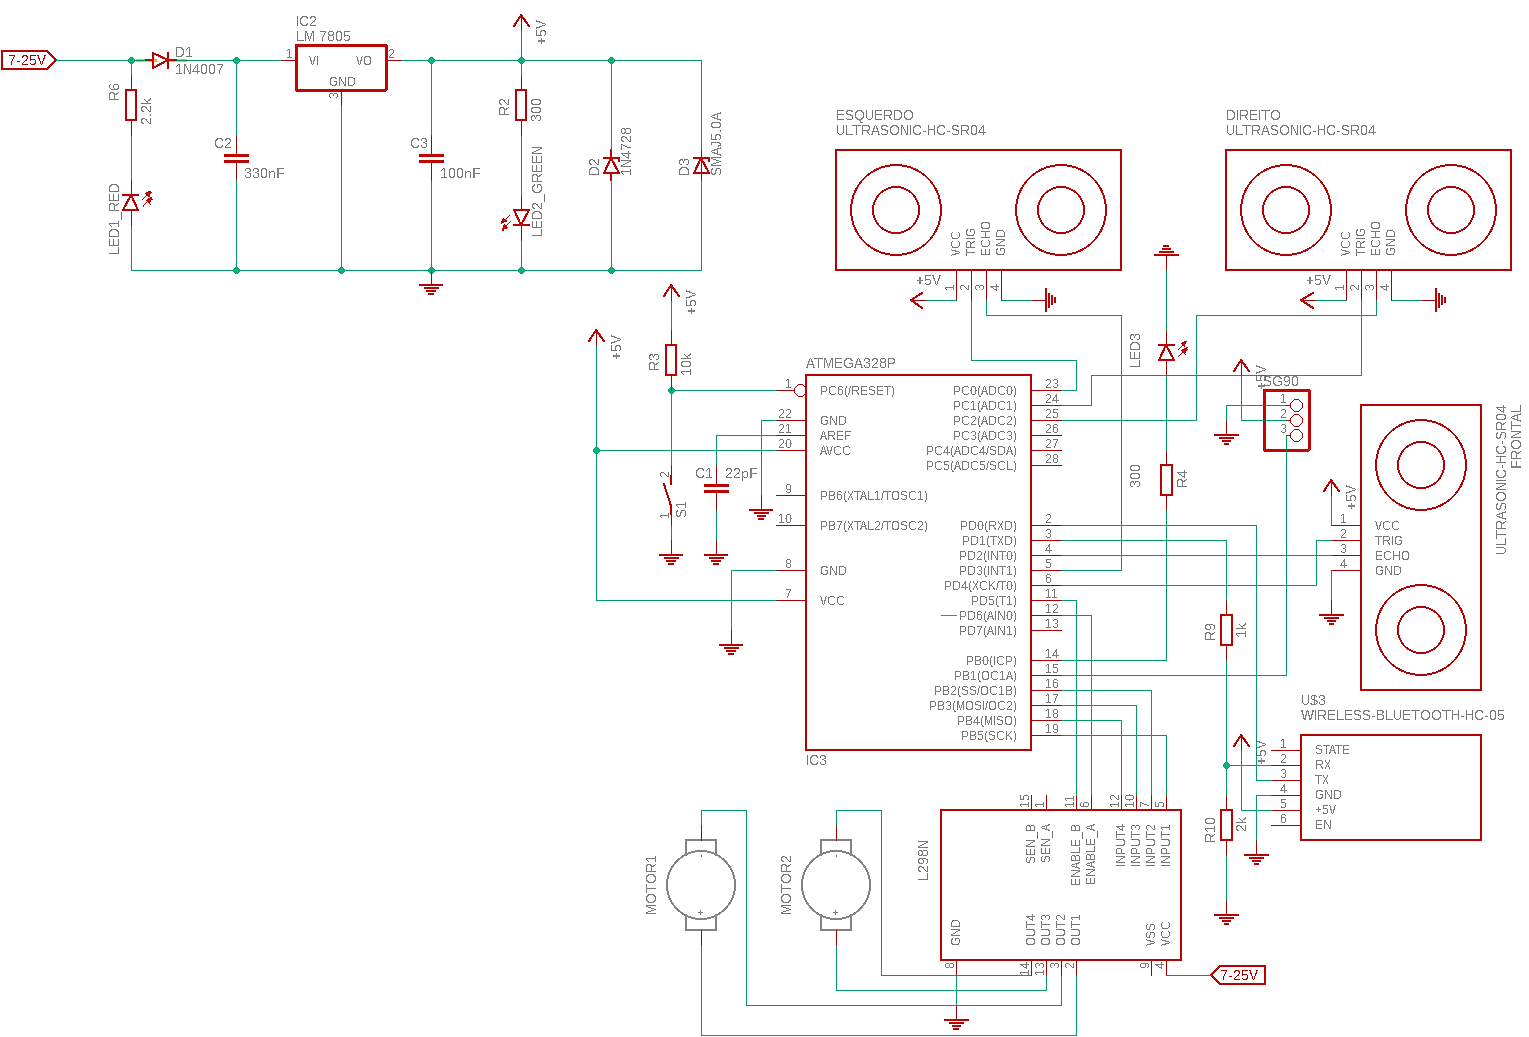 7-25V
D1
1N4007
R6
2.2k
LED1_RED
C2
330nF
IC2
LM 7805
1
VI
VO
2
GND
3
C3
100nF
+5V
R2
300
LED2_GREEN
D2
1N4728
D3
SMAJ5.0A
ESQUERDO
ULTRASONIC-HC-SR04
VCC
TRIG
ECHO
GND
+5V
1
2
3
4
DIREITO
ULTRASONIC-HC-SR04
VCC
TRIG
ECHO
GND
+5V
1
2
3
4
+5V
R3
10k
+5V
2
1
S1
C1
22pF
ATMEGA328P
1
PC6(/RESET)
22
GND
21
AREF
20
AVCC
9
PB6(XTAL1/TOSC1)
10
PB7(XTAL2/TOSC2)
8
GND
7
VCC
PC0(ADC0)
23
PC1(ADC1)
24
PC2(ADC2)
25
PC3(ADC3)
26
PC4(ADC4/SDA)
27
PC5(ADC5/SCL)
28
PD0(RXD)
2
PD1(TXD)
3
PD2(INT0)
4
PD3(INT1)
5
PD4(XCK/T0)
6
PD5(T1)
11
PD6(AIN0)
12
PD7(AIN1)
13
PB0(ICP)
14
PB1(OC1A)
15
PB2(SS/OC1B)
16
PB3(MOSI/OC2)
17
PB4(MISO)
18
PB5(SCK)
19
IC3
LED3
300
R4
+5V
SG90
1
2
3
ULTRASONIC-HC-SR04
FRONTAL
+5V
1
VCC
2
TRIG
3
ECHO
4
GND
R9
1k
R10
2k
U$3
WIRELESS-BLUETOOTH-HC-05
+5V
1
STATE
2
RX
3
TX
4
GND
5
+5V
6
EN
MOTOR1
-
+
MOTOR2
-
+
L298N
15
1
11
6
12
10
7
5
SEN_B
SEN_A
ENABLE_B
ENABLE_A
INPUT4
INPUT3
INPUT2
INPUT1
GND
OUT4
OUT3
OUT2
OUT1
VSS
VCC
8
14
13
3
2
9
4
7-25V